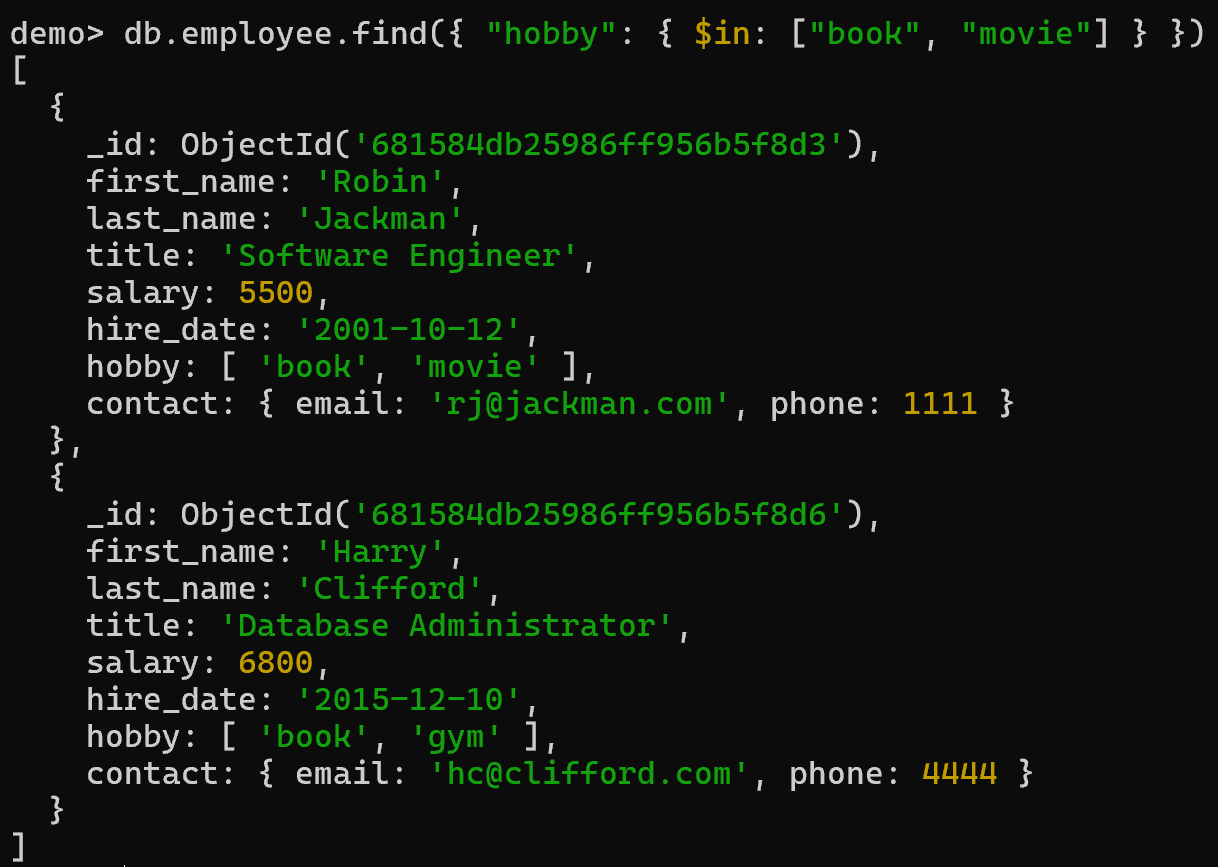 demo> db.employee.find({ "hobby": { $in: ["book", "movie"] } })
[
  {
    _id: ObjectId('681584db25986ff956b5f8d3'),
    first_name: 'Robin',
    last_name: 'Jackman',
    title: 'Software Engineer',
    salary: 5500,
    hire_date: '2001-10-12',
    hobby: [ 'book', 'movie' ],
    contact: { email: 'rj@jackman.com', phone: 1111 }
  },
  {
    _id: ObjectId('681584db25986ff956b5f8d6'),
    first_name: 'Harry',
    last_name: 'Clifford',
    title: 'Database Administrator',
    salary: 6800,
    hire_date: '2015-12-10',
    hobby: [ 'book', 'gym' ],
    contact: { email: 'hc@clifford.com', phone: 4444 }
  }
]